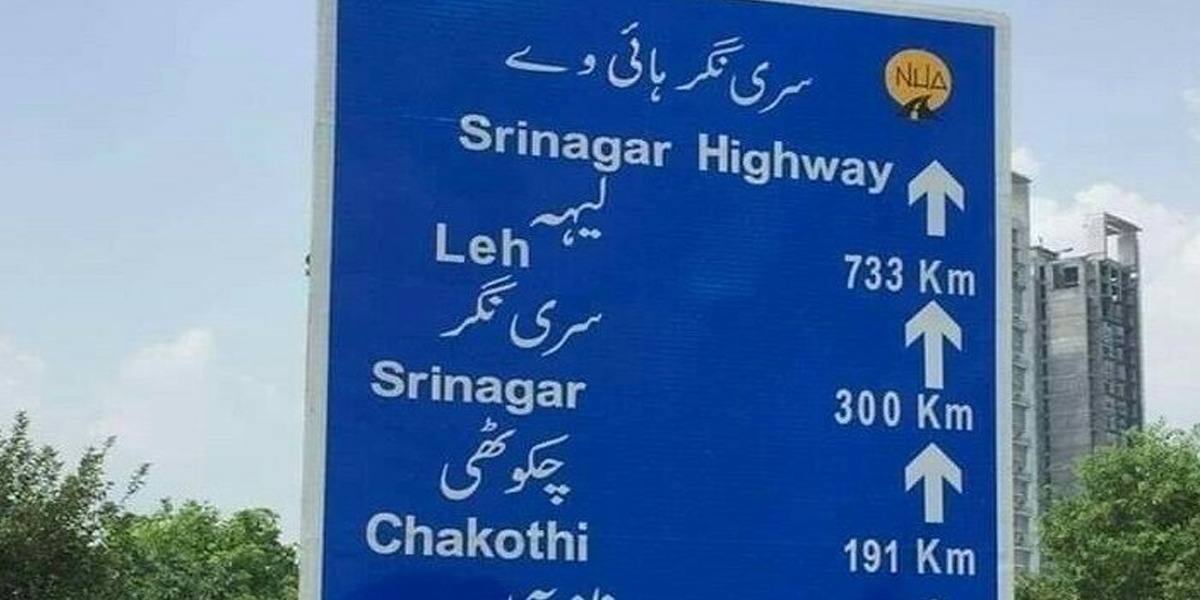 سری نگر ہائی وے
NHA
Srinagar Highway
لیہہ
Leh
733 Km
سری نگر
Srinagar
300 Km
چکوٹھی
Chakothi
191 Km